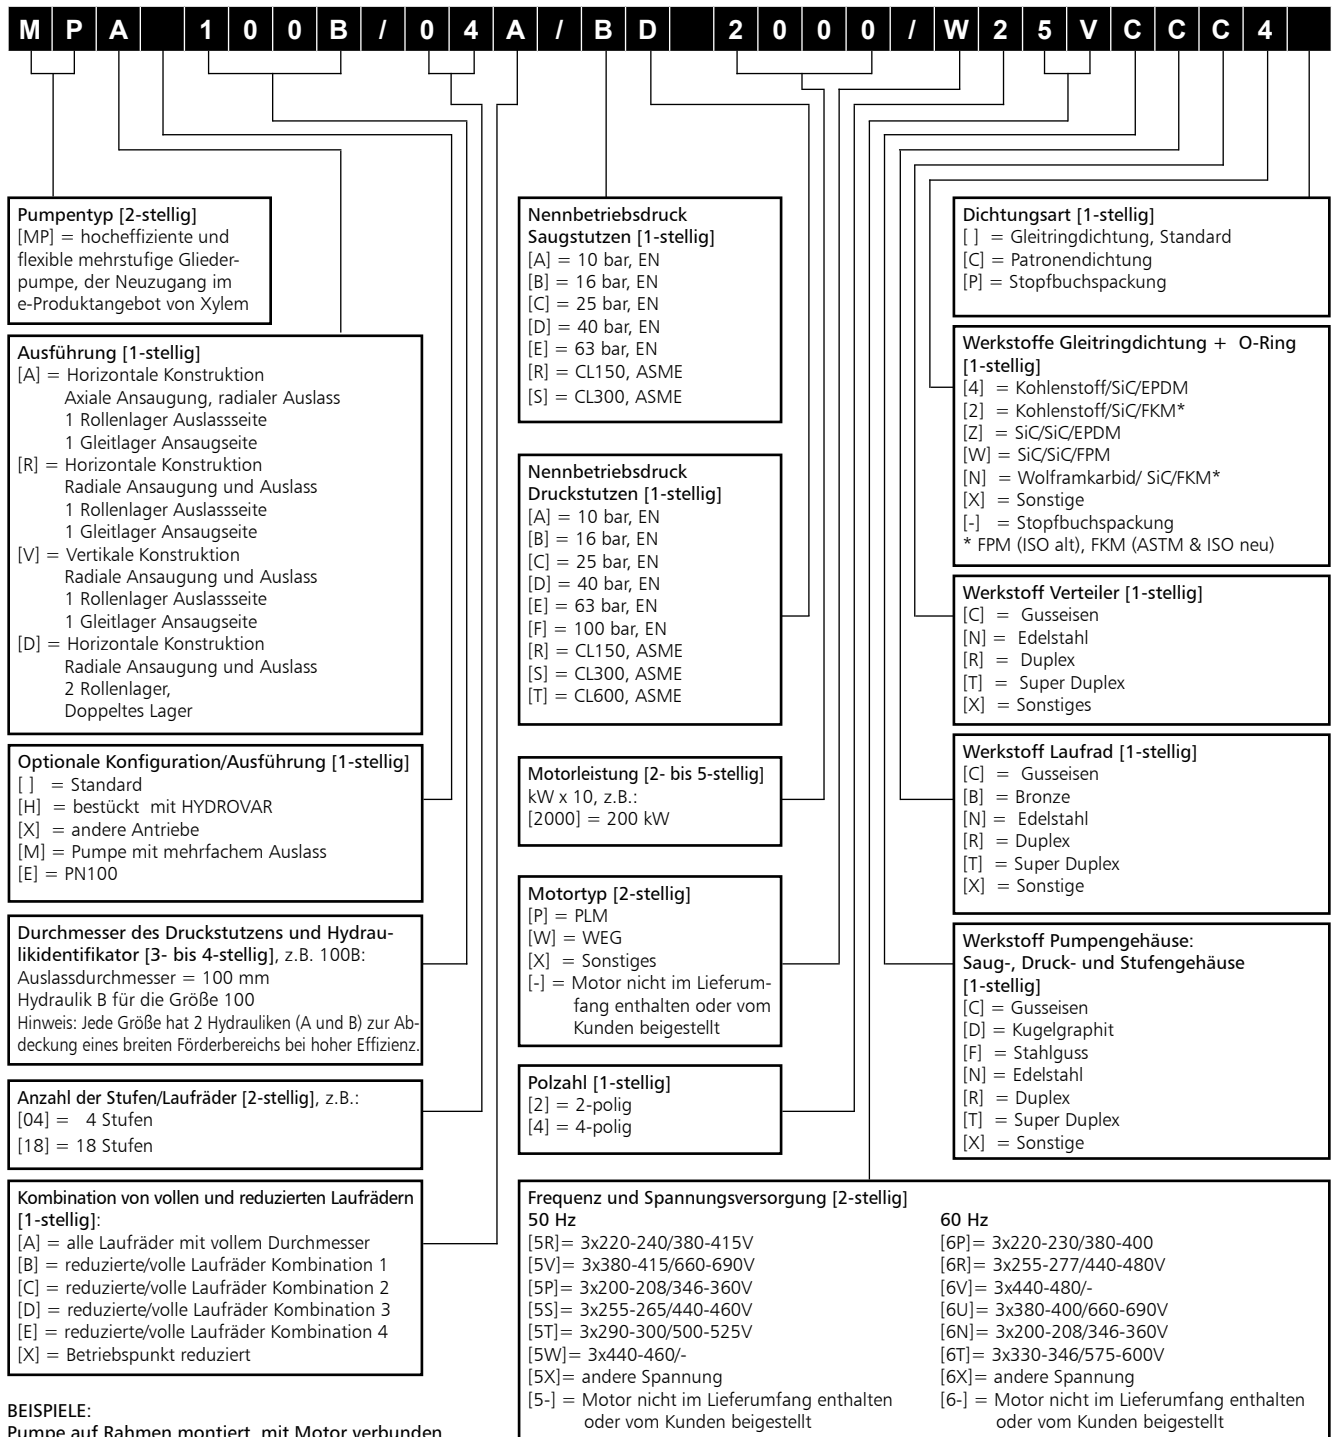 MPA 100B/04A/BD 2000/W25VCCC4
Pumpentyp [2-stellig]
[MP] = hocheffiziente und
flexible mehrstufige Glieder-
pumpe, der Neuzugang im
e-Produktangebot von Xylem
Ausführung [1-stellig]
[A] = Horizontale Konstruktion
Axiale Ansaugung, radialer Auslass
1 Rollenlager Auslassseite
1 Gleitlager Ansaugseite
[R] = Horizontale Konstruktion
Radiale Ansaugung und Auslass
1 Rollenlager Auslassseite
1 Gleitlager Ansaugseite
[V] = Vertikale Konstruktion
Radiale Ansaugung und Auslass
1 Rollenlager Auslassseite
1 Gleitlager Ansaugseite
[D] = Horizontale Konstruktion
Radiale Ansaugung und Auslass
2 Rollenlager,
Doppeltes Lager
Optionale Konfiguration/Ausführung [1-stellig]
[ ] = Standard
[H] = bestückt mit HYDROVAR
[X] = andere Antriebe
[M] = Pumpe mit mehrfachem Auslass
[E] = PN100
Durchmesser des Druckstutzens und Hydrau-
likidentifikator [3- bis 4-stellig], z.B. 100B:
Auslassdurchmesser = 100 mm
Hydraulik B für die Größe 100
Hinweis: Jede Größe hat 2 Hydrauliken (A und B) zur Ab-
deckung eines breiten Förderbereichs bei hoher Effizienz.
Anzahl der Stufen/Laufräder [2-stellig], z.B.:
[04] = 4 Stufen
[18] = 18 Stufen
Kombination von vollen und reduzierten Laufrädern
[1-stellig]:
[A] = alle Laufräder mit vollem Durchmesser
[B] = reduzierte/volle Laufräder Kombination 1
[C] = reduzierte/volle Laufräder Kombination 2
[D] = reduzierte/volle Laufräder Kombination 3
[E] = reduzierte/volle Laufräder Kombination 4
[X] = Betriebspunkt reduziert
BEISPIELE:
Pumpe auf Rahmen montiert, mit Motor verbunden
Nennbetriebsdruck
Saugstutzen [1-stellig]
[A] = 10 bar, EN
[B] = 16 bar, EN
[C] = 25 bar, EN
[D] = 40 bar, EN
[E] = 63 bar, EN
[R] = CL150, ASME
[S] = CL300, ASME
Nennbetriebsdruck
Druckstutzen [1-stellig]
[A] = 10 bar, EN
[B] = 16 bar, EN
[C] = 25 bar, EN
[D] = 40 bar, EN
[E] = 63 bar, EN
[F] = 100 bar, EN
[R] = CL150, ASME
[S] = CL300, ASME
[T] = CL600, ASME
Motorleistung [2- bis 5-stellig]
kW x 10, z.B.:
[2000] = 200 kW
Motortyp [2-stellig]
[P] = PLM
[W] = WEG
[X] = Sonstiges
[-] = Motor nicht im Lieferum-
fang enthalten oder vom
Kunden beigestellt
Polzahl [1-stellig]
[2] = 2-polig
[4] = 4-polig
Dichtungsart [1-stellig]
[ ] = Gleitringdichtung, Standard
[C] = Patronendichtung
[P] = Stopfbuchspackung
Werkstoffe Gleitringdichtung + O-Ring
[1-stellig]
[4] = Kohlenstoff/SiC/EPDM
[2] = Kohlenstoff/SiC/FKM*
[Z] = SiC/SiC/EPDM
[W] = SiC/SiC/FPM
[N] = Wolframkarbid/ SiC/FKM*
[X] = Sonstige
[-] = Stopfbuchspackung
* FPM (ISO alt), FKM (ASTM & ISO neu)
Werkstoff Verteiler [1-stellig]
[C] = Gusseisen
[N] = Edelstahl
[R] = Duplex
[T] = Super Duplex
[X] = Sonstiges
Werkstoff Laufrad [1-stellig]
[C] = Gusseisen
[B] = Bronze
[N] = Edelstahl
[R] = Duplex
[T] = Super Duplex
[X] = Sonstige
Werkstoff Pumpengehäuse:
Saug-, Druck- und Stufengehäuse
[1-stellig]
[C] = Gusseisen
[D] = Kugelgraphit
[F] = Stahlguss
[N] = Edelstahl
[R] = Duplex
[T] = Super Duplex
[X] = Sonstige
Frequenz und Spannungsversorgung [2-stellig]
50 Hz
[5R]= 3x220-240/380-415V
[5V]= 3x380-415/660-690V
[5P]= 3x200-208/346-360V
[5S]= 3x255-265/440-460V
[5T]= 3x290-300/500-525V
[5W]= 3x440-460/-
[5X]= andere Spannung
[5-] = Motor nicht im Lieferumfang enthalten
oder vom Kunden beigestellt
60 Hz
[6P]= 3x220-230/380-400
[6R]= 3x255-277/440-480V
[6V]= 3x440-480/-
[6U]= 3x380-400/660-690V
[6N]= 3x200-208/346-360V
[6T]= 3x330-346/575-600V
[6X]= andere Spannung
[6-] = Motor nicht im Lieferumfang enthalten
oder vom Kunden beigestellt